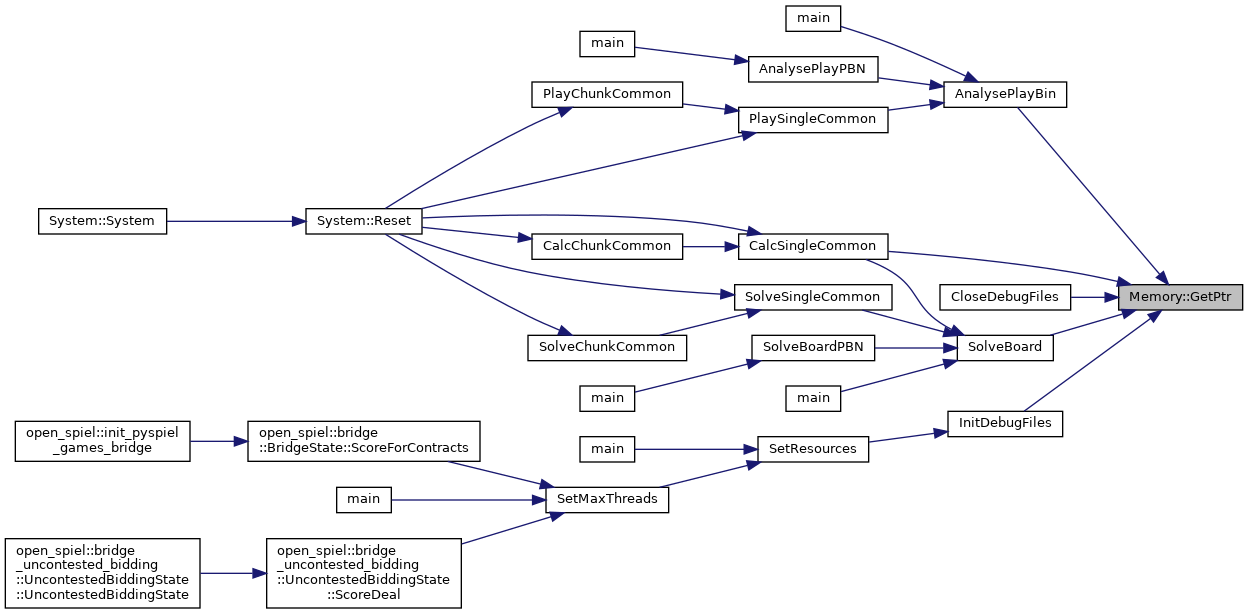 main
main
AnalysePlayPBN
AnalysePlayBin
PlayChunkCommon
PlaySingleCommon
System::System
System::Reset
CalcChunkCommon
CalcSingleCommon
SolveSingleCommon
CloseDebugFiles
Memory::GetPtr
SolveChunkCommon
SolveBoardPBN
SolveBoard
main
main
InitDebugFiles
open_spiel::init_pyspiel
_games_bridge
open_spiel::bridge
::BridgeState::ScoreForContracts
main
SetResources
main
SetMaxThreads
open_spiel::bridge
_uncontested_bidding
::UncontestedBiddingState
::UncontestedBiddingState
open_spiel::bridge
_uncontested_bidding
::UncontestedBiddingState
::ScoreDeal